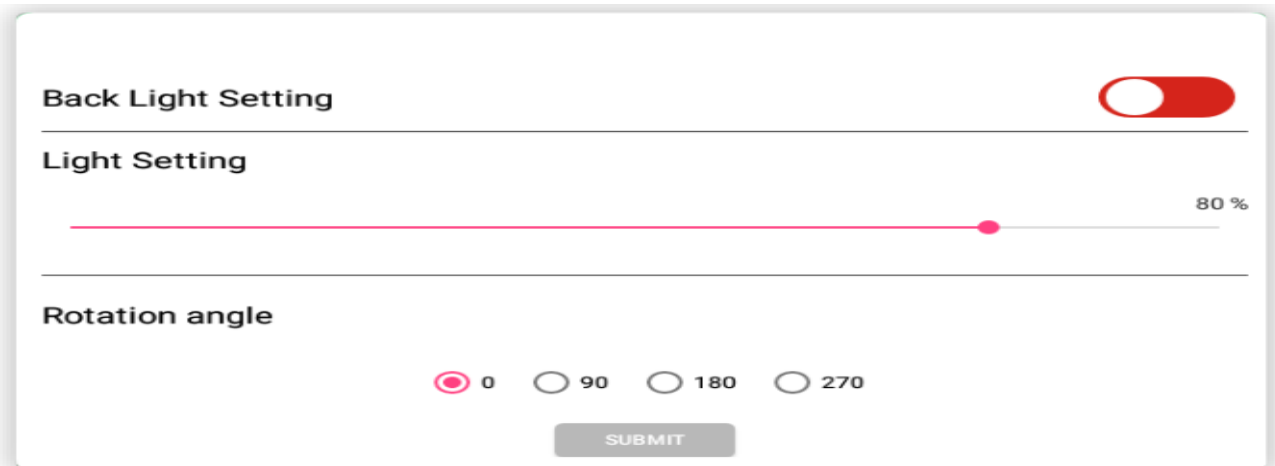 Back Light Setting
Light Setting
80 %
Rotation angle
0 90 180 270
SUBMIT